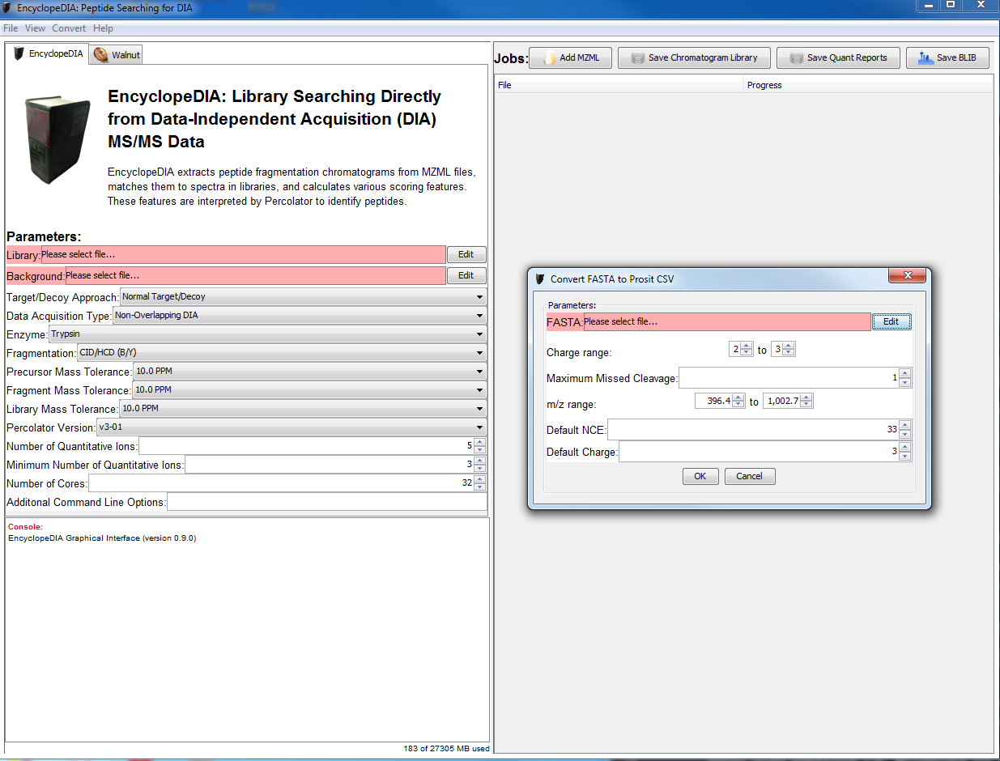 EncyclopeDIA: Peptide Searching for DIA
File View Convert Help
EncyclopeDIA
Walnut
EncyclopeDIA: Library Searching Directly
from Data-Independent Acquisition (DIA)
MS/MS Data
EncyclopeDIA extracts peptide fragmentation chromatograms from MZML files,
matches them to spectra in libraries, and calculates various scoring features.
These features are interpreted by Percolator to identify peptides.
Parameters:
Library: Please select file... Edit
Background: Please select file... Edit
Target/Decoy Approach: Normal Target/Decoy
Data Acquisition Type: Non-Overlapping DIA
Enzyme: Trypsin
Fragmentation: CID/HCD (B/Y)
Precursor Mass Tolerance: 10.0 PPM
Fragment Mass Tolerance: 10.0 PPM
Library Mass Tolerance: 10.0 PPM
Percolator Version: v3-01
Number of Quantitative Ions: 5
Minimum Number of Quantitative Ions: 3
Number of Cores: 32
Additonal Command Line Options:
Console:
EncyclopeDIA Graphical Interface (version 0.9.0)
183 of 27305 MB used
Jobs: Add MZML Save Chromatogram Library Save Quant Reports Save BLIB
File Progress
Convert FASTA to Prosit CSV
Parameters:
FASTA: Please select file... Edit
Charge range: 2 to 3
Maximum Missed Cleavage: 1
m/z range: 396.4 to 1,002.7
Default NCE: 33
Default Charge: 3
OK Cancel